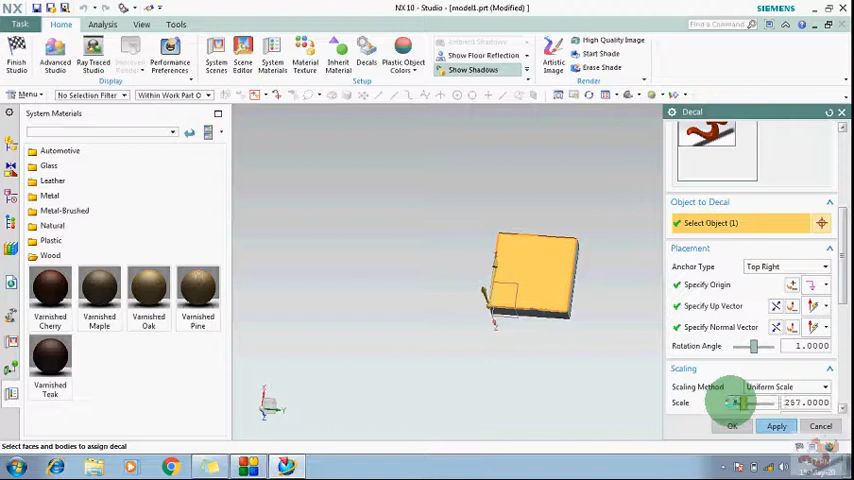 NX 10 - Studio - [model1.prt (Modified) ]
SIEMENS
Task
Home
Analysis
View
Tools
Find a Command
Finish Studio
Advanced Studio
Ray Traced Studio
Improve Render
Performance Preferences
System Scenes
Scene Editor
System Materials
Material Texture
Inherit Material
Decals
Plastic Object Colors
Ambient Shadows
Show Floor Reflection
Show Shadows
Artistic Image
High Quality Image
Start Shade
Erase Shade
Display
Setup
Render
Menu
No Selection Filter
Within Work Part O
System Materials
Automotive
Glass
Leather
Metal
Metal-Brushed
Natural
Plastic
Wood
Varnished Cherry
Varnished Maple
Varnished Oak
Varnished Pine
Varnished Teak
X
Y
Z
Decal
Object to Decal
Select Object (1)
Placement
Anchor Type
Top Right
Specify Origin
Specify Up Vector
Specify Normal Vector
Rotation Angle
1.0000
Scaling
Scaling Method
Uniform Scale
Scale
257.0000
OK
Apply
Cancel
Select faces and bodies to assign decal